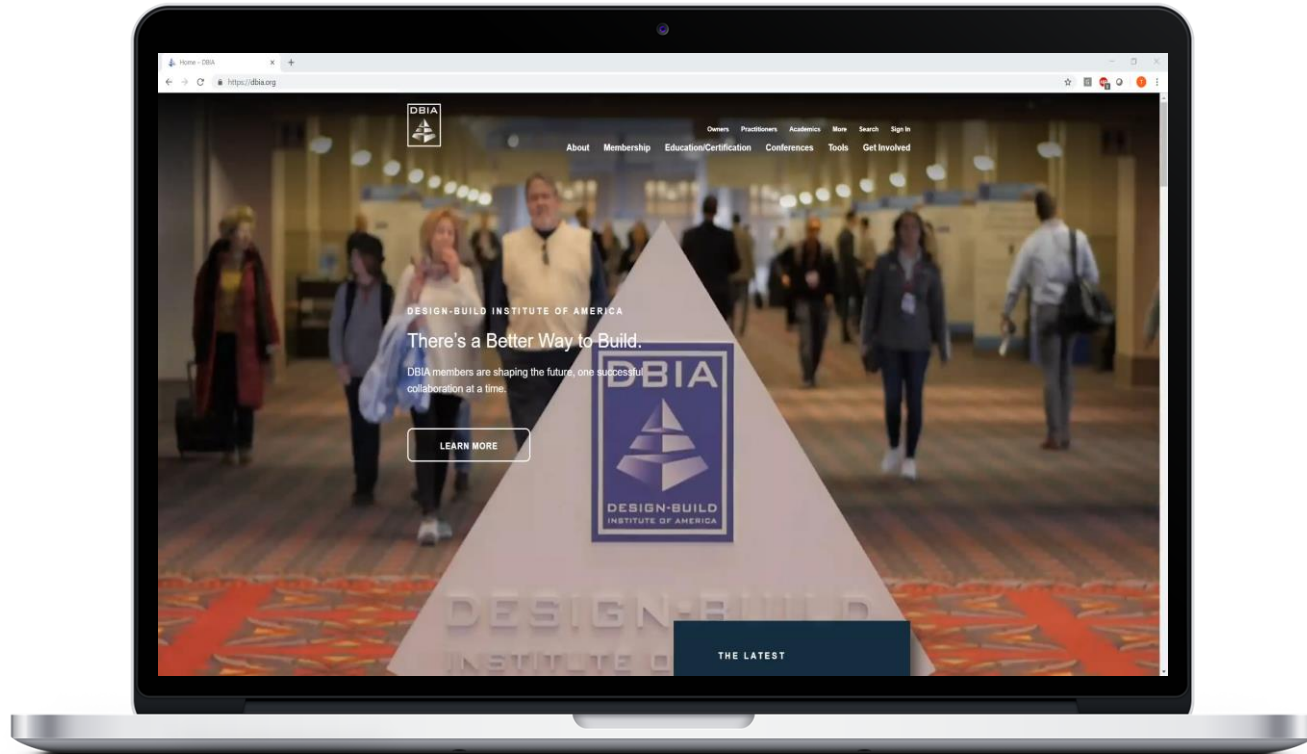 Home - DBIA
https://dbia.org
DBIA
Owners Practitioners Academics More Search Sign In
About Membership Education/Certification Conferences Tools Get Involved
DESIGN-BUILD INSTITUTE OF AMERICA
There's a Better Way to Build.
DBIA members are shaping the future, one successful
collaboration at a time.
LEARN MORE
DBIA
DESIGN-BUILD
INSTITUTE OF AMERICA
DESIGN-BUILD
INSTITUTE O
THE LATEST